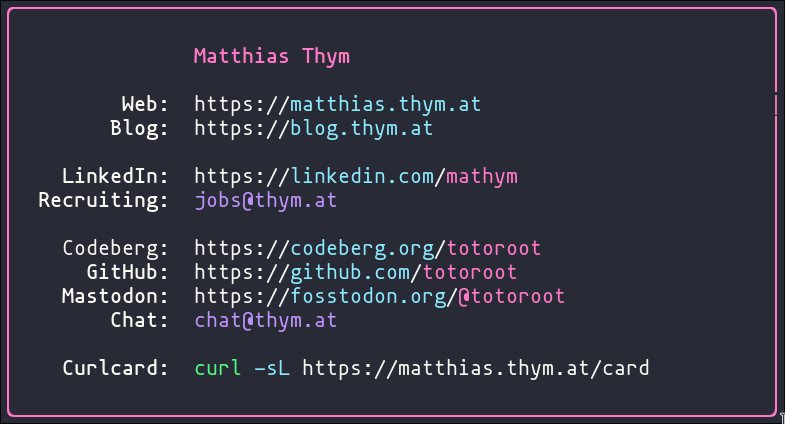 Matthias Thym
Web: https://matthias.thym.at
Blog: https://blog.thym.at
LinkedIn: https://linkedin.com/mathym
Recruiting: jobs@thym.at
Codeberg: https://codeberg.org/totoroot
GitHub: https://github.com/totoroot
Mastodon: https://fosstodon.org/@totoroot
Chat: chat@thym.at
Curlcard: curl -sL https://matthias.thym.at/card